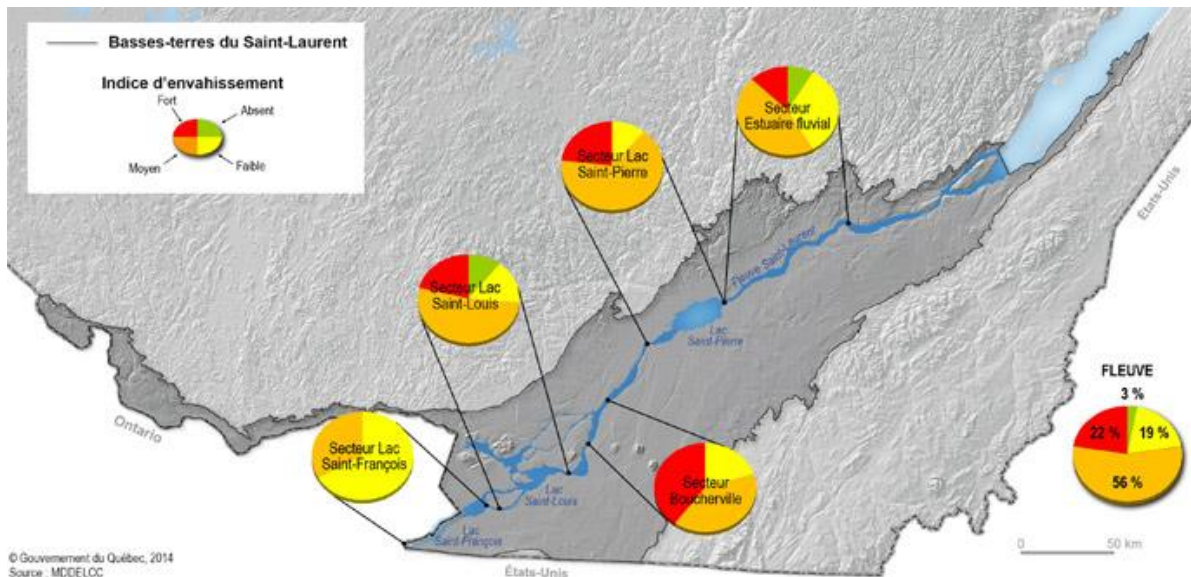 Basses-terres du Saint-Laurent
Indice d'envahissement
Fort
Absent
Moyen
Faible
Secteur
Estuaire fluvial
Secteur Lac
Saint-Pierre
Secteur Lac
Saint-Louis
Secteur Lac
Saint-François
Secteur
Boucherville
Fleuve Saint-Laurent
Lac
Saint-Pierre
Lac
Saint-Louis
Lac
Saint-François
Ontario
États-Unis
États-Unis
FLEUVE
3 %
22 %
19 %
56 %
0
50 km
© Gouvernement du Québec, 2014
Source : MDDELCC